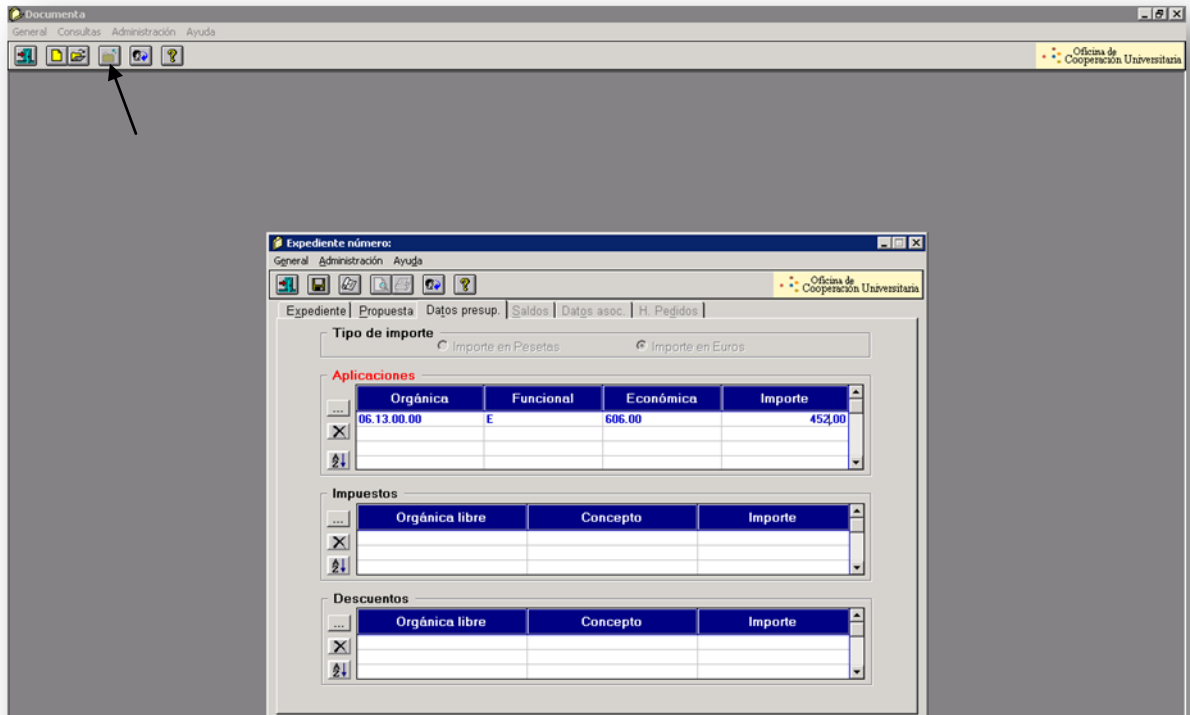 Documenta
General Consultas Administración Ayuda
Oficina de
Cooperación Universitaria
Expediente número:
General Administración Ayuda
Oficina de
Cooperación Universitaria
Expediente Propuesta Datos presup. Saldos Datos asoc. H. Pedidos
Tipo de importe
Importe en Pesetas Importe en Euros
Aplicaciones
Orgánica Funcional Económica Importe
06.13.00.00 E 606.00 452,00
Impuestos
Orgánica libre Concepto Importe
Descuentos
Orgánica libre Concepto Importe